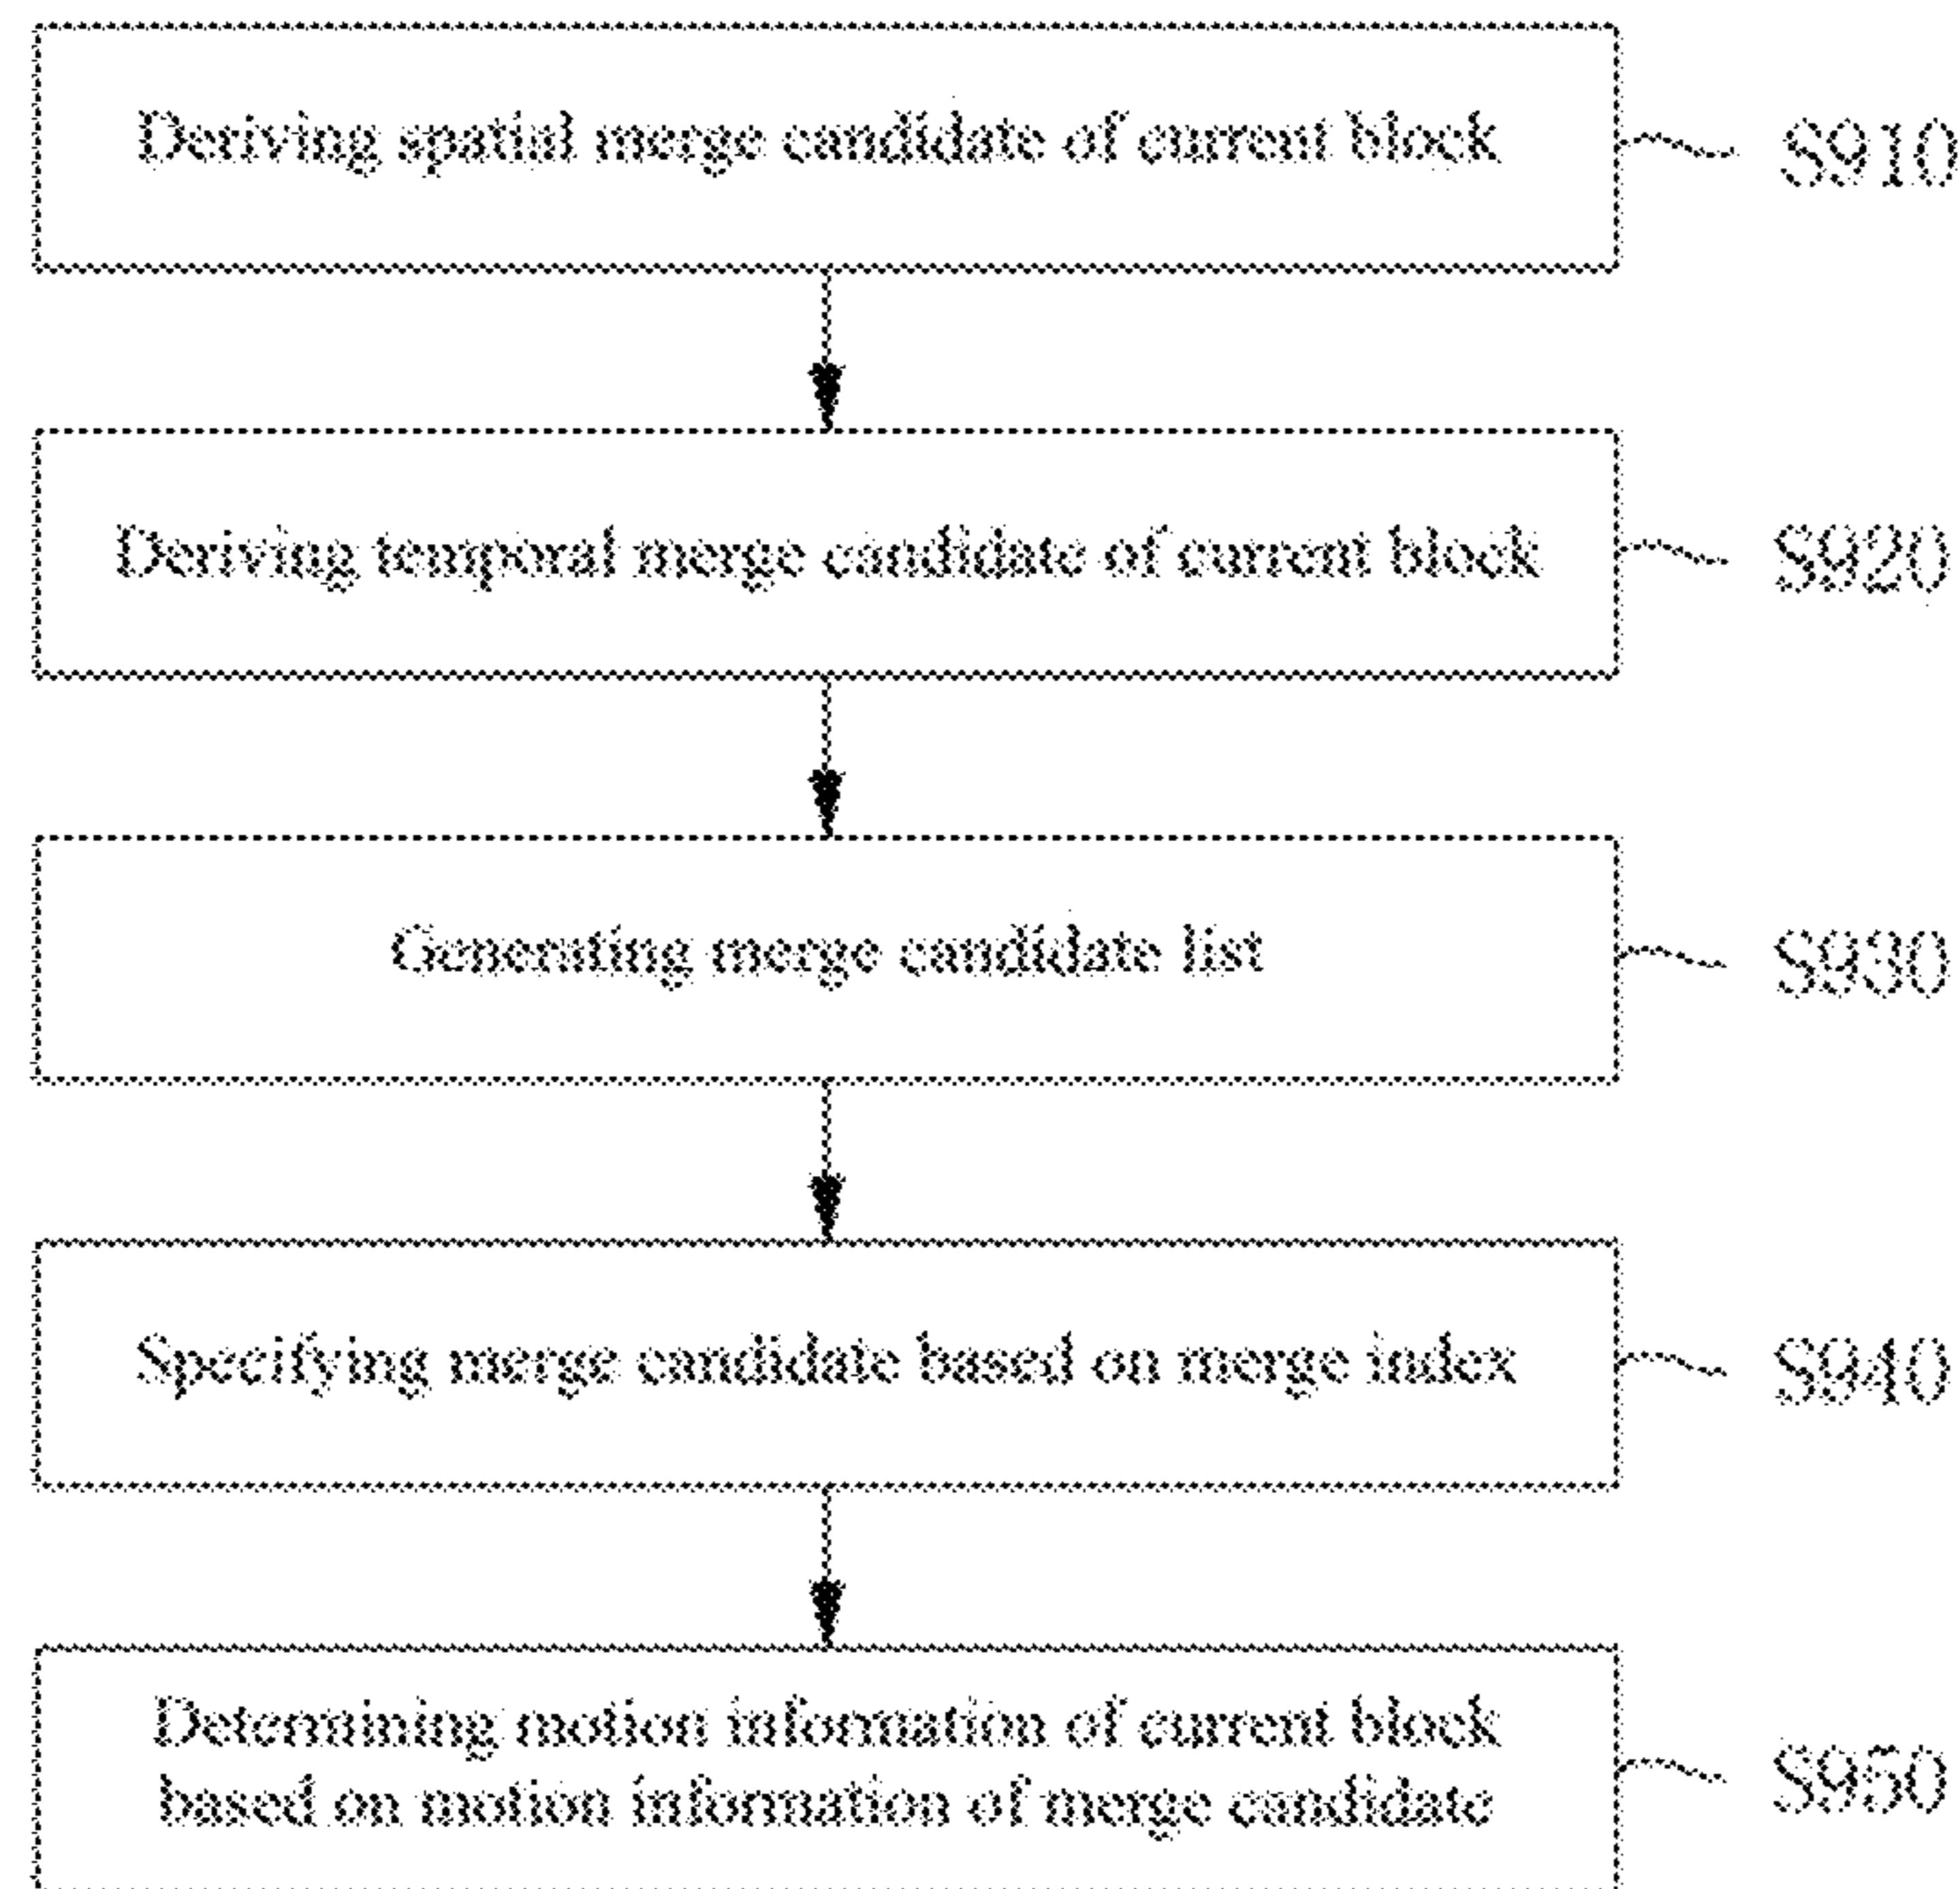 Deriving spatial merge candidate of current block
S910
Deriving temporal merge candidate of current block
S920
Generating merge candidate list
S930
Specifying merge candidate based on merge index
S940
Determining motion information of current block
based on motion information of merge candidate
S950